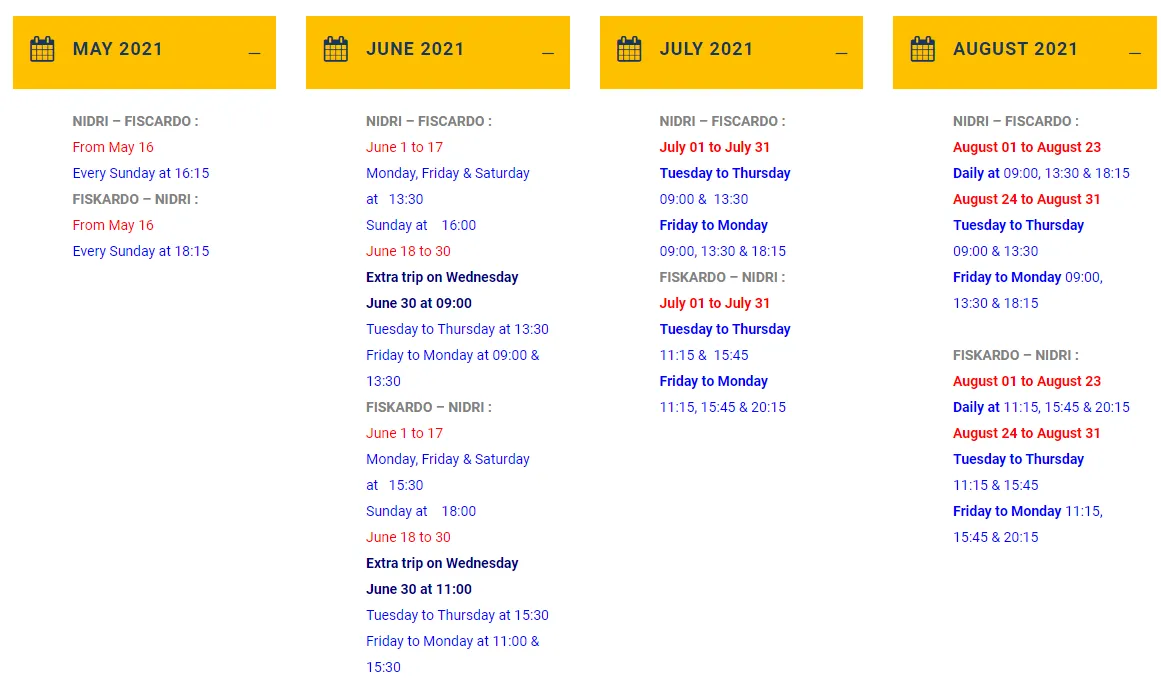 MAY 2021
NIDRI – FISCARDO :
From May 16
Every Sunday at 16:15
FISKARDO – NIDRI :
From May 16
Every Sunday at 18:15
JUNE 2021
NIDRI – FISCARDO :
June 1 to 17
Monday, Friday & Saturday
at 13:30
Sunday at 16:00
June 18 to 30
Extra trip on Wednesday
June 30 at 09:00
Tuesday to Thursday at 13:30
Friday to Monday at 09:00 &
13:30
FISKARDO – NIDRI :
June 1 to 17
Monday, Friday & Saturday
at 15:30
Sunday at 18:00
June 18 to 30
Extra trip on Wednesday
June 30 at 11:00
Tuesday to Thursday at 15:30
Friday to Monday at 11:00 &
15:30
JULY 2021
NIDRI – FISCARDO :
July 01 to July 31
Tuesday to Thursday
09:00 & 13:30
Friday to Monday
09:00, 13:30 & 18:15
FISKARDO – NIDRI :
July 01 to July 31
Tuesday to Thursday
11:15 & 15:45
Friday to Monday
11:15, 15:45 & 20:15
AUGUST 2021
NIDRI – FISCARDO :
August 01 to August 23
Daily at 09:00, 13:30 & 18:15
August 24 to August 31
Tuesday to Thursday
09:00 & 13:30
Friday to Monday 09:00,
13:30 & 18:15
FISKARDO – NIDRI :
August 01 to August 23
Daily at 11:15, 15:45 & 20:15
August 24 to August 31
Tuesday to Thursday
11:15 & 15:45
Friday to Monday 11:15,
15:45 & 20:15